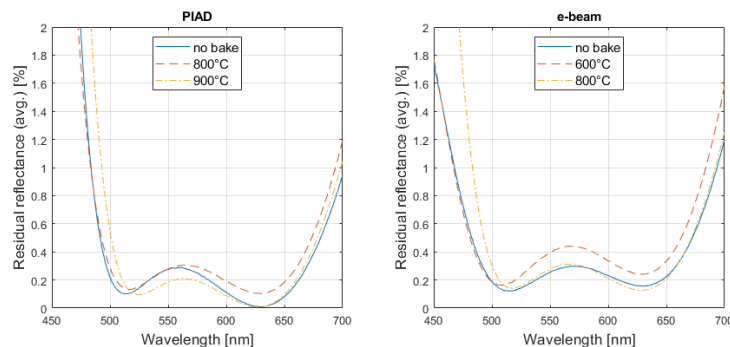 PIAD
Residual reflectance (avg.) [%]
2
1.8
1.6
1.4
1.2
1
0.8
0.6
0.4
0.2
0
no bake
800°C
900°C
450
500
550
600
650
700
Wavelength [nm]
e-beam
Residual reflectance (avg.) [%]
2
1.8
1.6
1.4
1.2
1
0.8
0.6
0.4
0.2
0
no bake
600°C
800°C
450
500
550
600
650
700
Wavelength [nm]